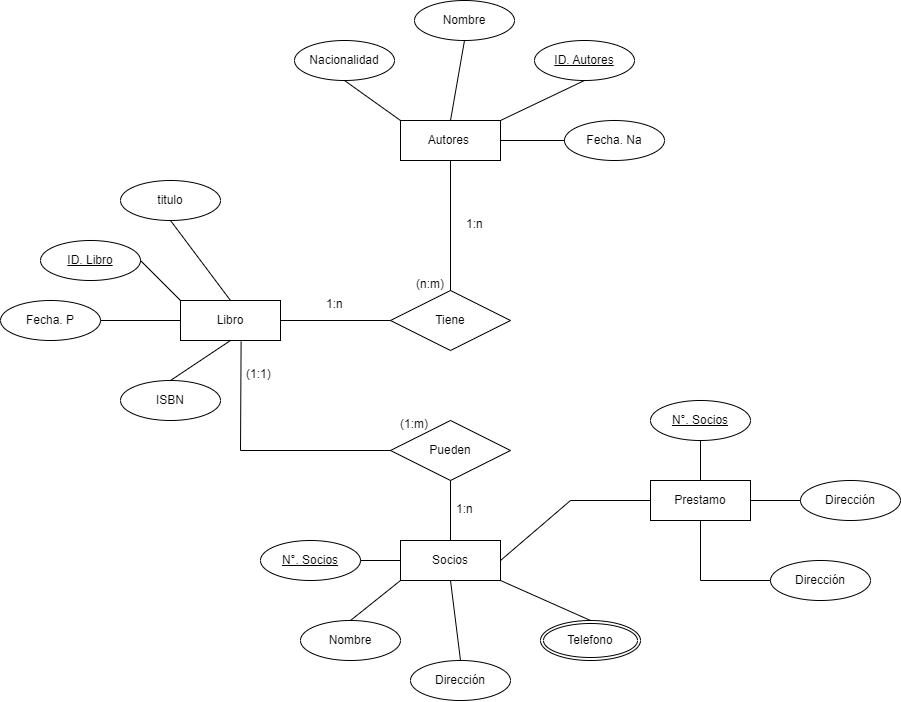 Nombre
Nacionalidad
ID. Autores
Autores
Fecha. Na
titulo
1:n
ID. Libro
(n:m)
1:n
Fecha. P
Libro
Tiene
(1:1)
ISBN
(1:m)
N°. Socios
Pueden
Prestamo
Dirección
1:n
N°. Socios
Socios
Dirección
Nombre
Telefono
Dirección